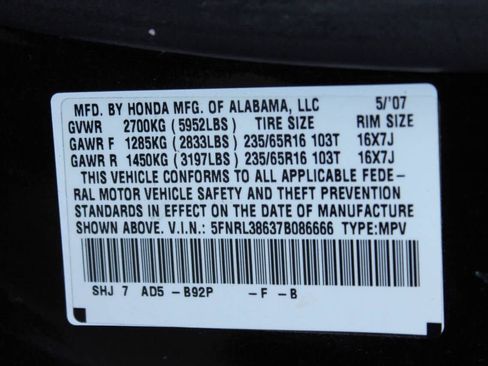 MFD. BY HONDA MFG. OF ALABAMA, LLC 5/'07
GVWR 2700KG (5952LBS) TIRE SIZE RIM SIZE
GAWR F 1285KG (2833LBS) 235/65R16 103T 16X7J
GAWR R 1450KG (3197LBS) 235/65R16 103T 16X7J
THIS VEHICLE CONFORMS TO ALL APPLICABLE FEDE-
RAL MOTOR VEHICLE SAFETY AND THEFT PREVENTION
STANDARDS IN EFFECT ON THE DATE OF MANUFACTURE
SHOWN ABOVE. V.I.N.: 5FNRL38637B086666 TYPE:MPV
SHJ 7 AD5 -B92P -F -B